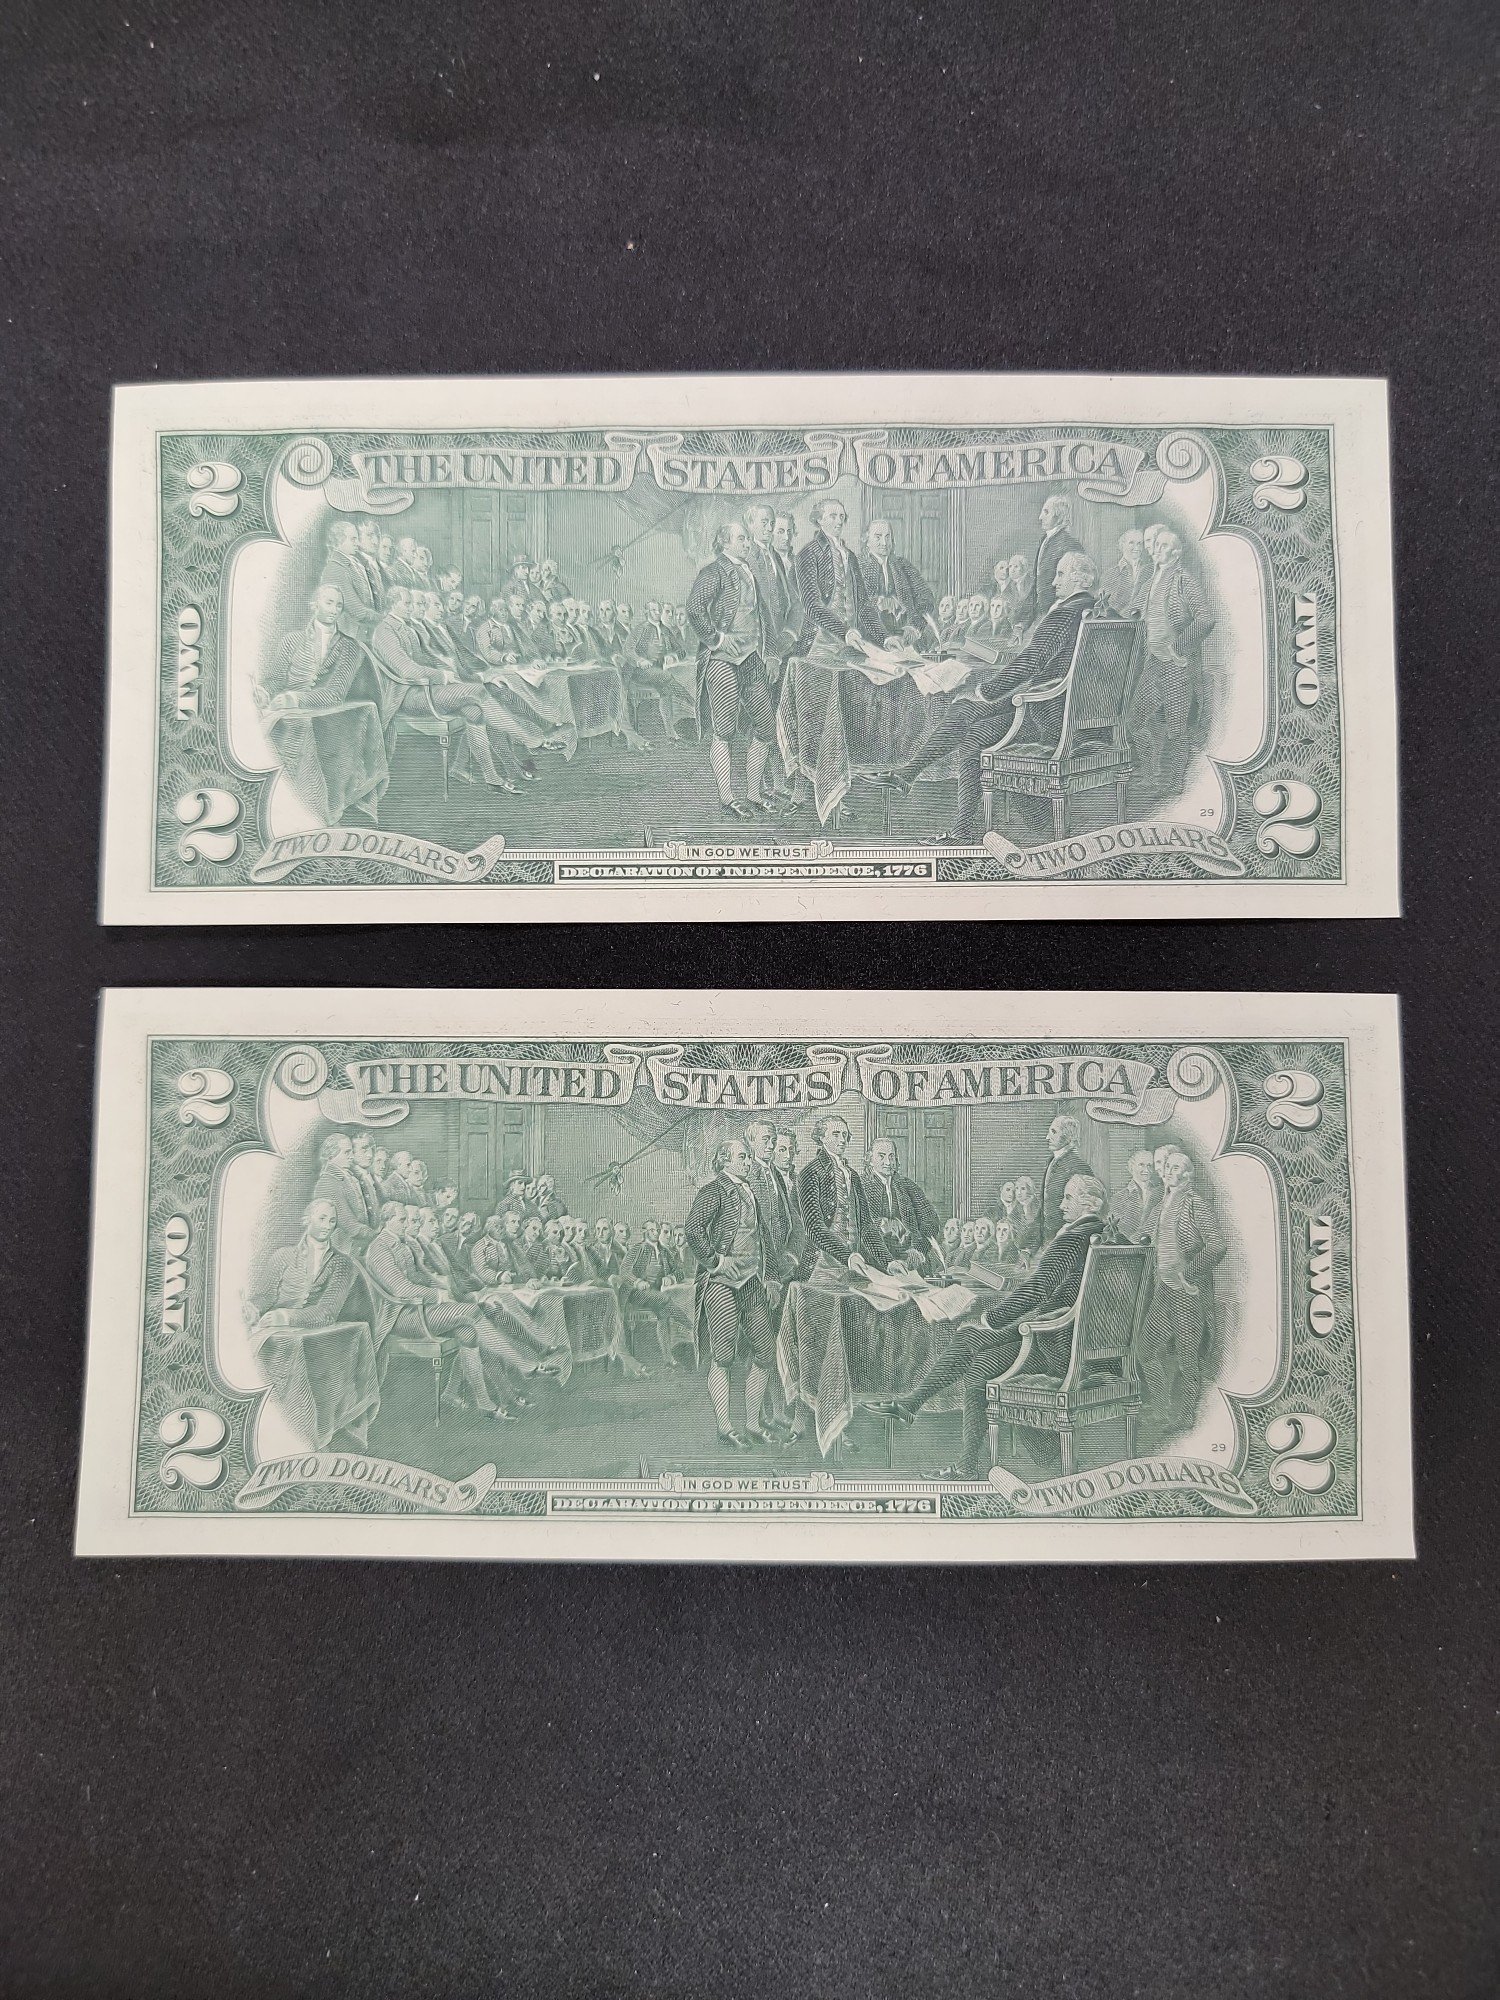 THE UNITED STATES OF AMERICA
2 2
TWO TWO
2 29 2
TWO DOLLARS IN GOD WE TRUST TWO DOLLARS
DECLARATION OF INDEPENDENCE, 1776
THE UNITED STATES OF AMERICA
2 2
TWO TWO
2 29 2
TWO DOLLARS IN GOD WE TRUST TWO DOLLARS
DECLARATION OF INDEPENDENCE, 1776